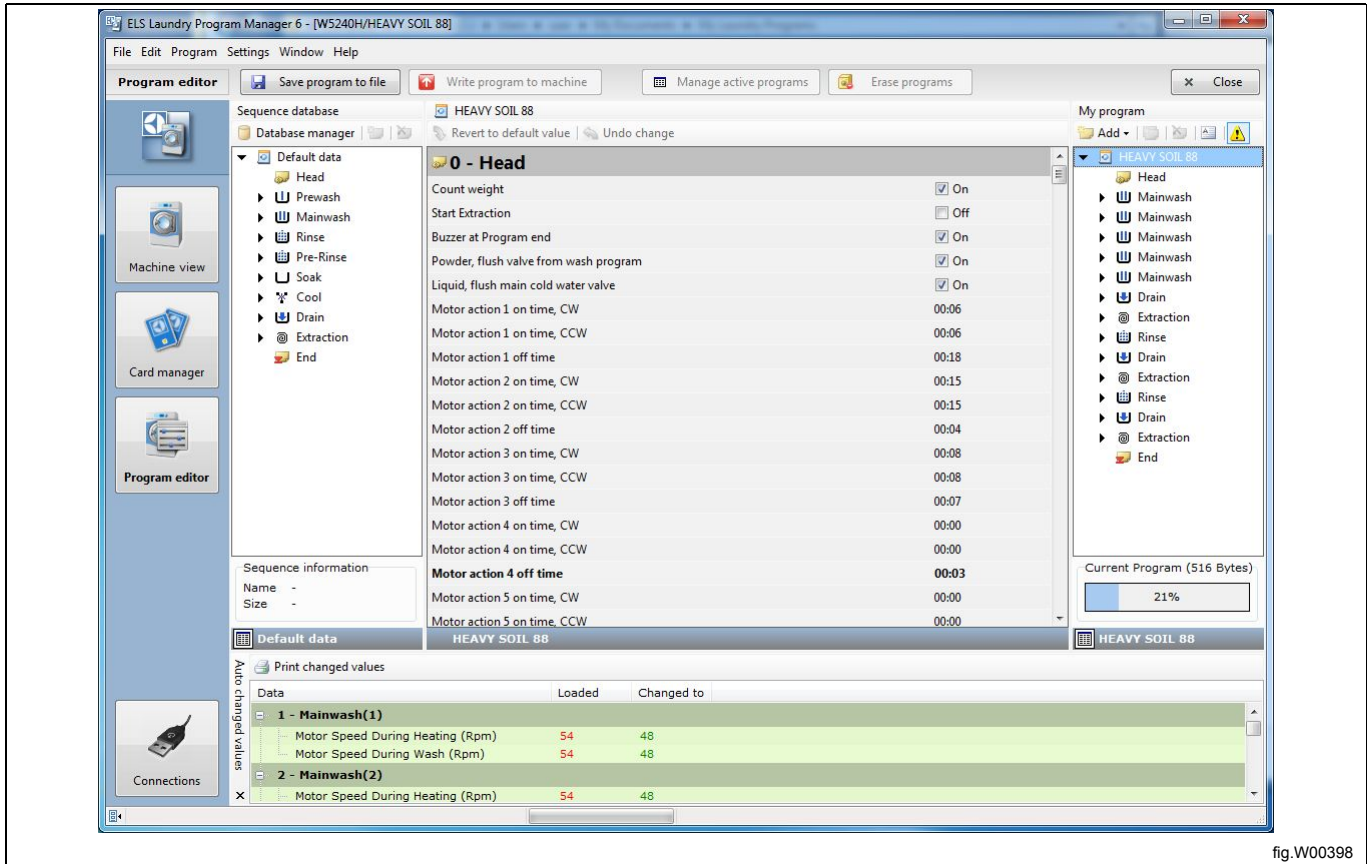 ELS Laundry Program Manager 6 - [W5240H/HEAVY SOIL 88]
File Edit Program Settings Window Help
Program editor
Save program to file
Write program to machine
Manage active programs
Erase programs
Close
Machine view
Card manager
Program editor
Connections
Sequence database
Database manager
Default data
Head
Prewash
Mainwash
Rinse
Pre-Rinse
Soak
Cool
Drain
Extraction
End
Sequence information
Name -
Size -
Default data
HEAVY SOIL 88
Revert to default value | Undo change
0 - Head
Count weight On
Start Extraction Off
Buzzer at Program end On
Powder, flush valve from wash program On
Liquid, flush main cold water valve On
Motor action 1 on time, CW 00:06
Motor action 1 on time, CCW 00:06
Motor action 1 off time 00:18
Motor action 2 on time, CW 00:15
Motor action 2 on time, CCW 00:15
Motor action 2 off time 00:04
Motor action 3 on time, CW 00:08
Motor action 3 on time, CCW 00:08
Motor action 3 off time 00:07
Motor action 4 on time, CW 00:00
Motor action 4 on time, CCW 00:00
Motor action 4 off time 00:03
Motor action 5 on time, CW 00:00
Motor action 5 on time, CCW 00:00
HEAVY SOIL 88
My program
Add
HEAVY SOIL 88
Head
Mainwash
Mainwash
Mainwash
Mainwash
Mainwash
Drain
Extraction
Rinse
Drain
Extraction
Rinse
Drain
Extraction
End
Current Program (516 Bytes)
21%
HEAVY SOIL 88
Auto changed values
Print changed values
Data Loaded Changed to
1 - Mainwash(1)
Motor Speed During Heating (Rpm) 54 48
Motor Speed During Wash (Rpm) 54 48
2 - Mainwash(2)
Motor Speed During Heating (Rpm) 54 48
fig.W00398